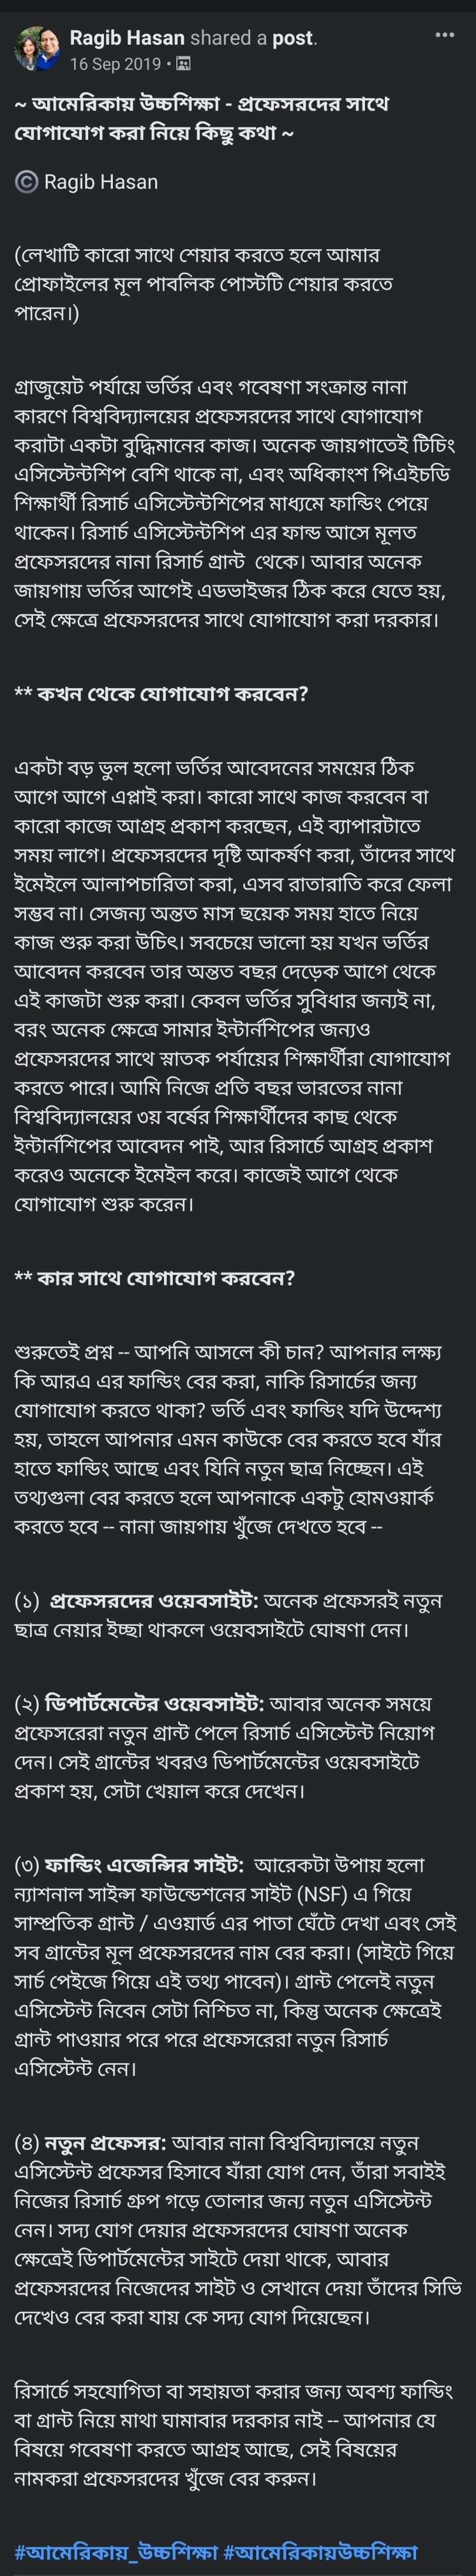 Ragib Hasan shared a post.
16 Sep 2019 •
~ আমেরিকায় উচ্চশিক্ষা - প্রফেসরদের সাথে
যোগাযোগ করা নিয়ে কিছু কথা ~
© Ragib Hasan
(লেখাটি কারো সাথে শেয়ার করতে হলে আমার
প্রোফাইলের মূল পাবলিক পোস্টটি শেয়ার করতে
পারেন।)
গ্রাজুয়েট পর্যায়ে ভর্তির এবং গবেষণা সংক্রান্ত নানা
কারণে বিশ্ববিদ্যালয়ের প্রফেসরদের সাথে যোগাযোগ
করাটা একটা বুদ্ধিমানের কাজ। অনেক জায়গাতেই টিচিং
এসিস্টেন্টশিপ বেশি থাকে না, এবং অধিকাংশ পিএইচডি
শিক্ষার্থী রিসার্চ এসিস্টেন্টশিপের মাধ্যমে ফান্ডিং পেয়ে
থাকেন। রিসার্চ এসিস্টেন্টশিপ এর ফান্ড আসে মূলত
প্রফেসরদের নানা রিসার্চ গ্রান্ট থেকে। আবার অনেক
জায়গায় ভর্তির আগেই এডভাইজর ঠিক করে যেতে হয়,
সেই ক্ষেত্রে প্রফেসরদের সাথে যোগাযোগ করা দরকার।
** কখন থেকে যোগাযোগ করবেন?
একটা বড় ভুল হলো ভর্তির আবেদনের সময়ের ঠিক
আগে আগে এপ্লাই করা। কারো সাথে কাজ করবেন বা
কারো কাজে আগ্রহ প্রকাশ করছেন, এই ব্যাপারটাতে
সময় লাগে। প্রফেসরদের দৃষ্টি আকর্ষণ করা, তাঁদের সাথে
ইমেইলে আলাপচারিতা করা, এসব রাতারাতি করে ফেলা
সম্ভব না। সেজন্য অন্তত মাস ছয়েক সময় হাতে নিয়ে
কাজ শুরু করা উচিৎ। সবচেয়ে ভালো হয় যখন ভর্তির
আবেদন করবেন তার অন্তত বছর দেড়েক আগে থেকে
এই কাজটা শুরু করা। কেবল ভর্তির সুবিধার জন্যই না,
বরং অনেক ক্ষেত্রে সামার ইন্টার্নশিপের জন্যও
প্রফেসরদের সাথে স্নাতক পর্যায়ের শিক্ষার্থীরা যোগাযোগ
করতে পারে। আমি নিজে প্রতি বছর ভারতের নানা
বিশ্ববিদ্যালয়ের ৩য় বর্ষের শিক্ষার্থীদের কাছ থেকে
ইন্টার্নশিপের আবেদন পাই, আর রিসার্চে আগ্রহ প্রকাশ
করেও অনেকে ইমেইল করে। কাজেই আগে থেকে
যোগাযোগ শুরু করেন।
** কার সাথে যোগাযোগ করবেন?
শুরুতেই প্রশ্ন -- আপনি আসলে কী চান? আপনার লক্ষ্য
কি আরএ এর ফান্ডিং বের করা, নাকি রিসার্চের জন্য
যোগাযোগ করতে থাকা? ভর্তি এবং ফান্ডিং যদি উদ্দেশ্য
হয়, তাহলে আপনার এমন কাউকে বের করতে হবে যাঁর
হাতে ফান্ডিং আছে এবং যিনি নতুন ছাত্র নিচ্ছেন। এই
তথ্যগুলা বের করতে হলে আপনাকে একটু হোমওয়ার্ক
করতে হবে -- নানা জায়গায় খুঁজে দেখতে হবে --
(১) প্রফেসরদের ওয়েবসাইট: অনেক প্রফেসরই নতুন
ছাত্র নেয়ার ইচ্ছা থাকলে ওয়েবসাইটে ঘোষণা দেন।
(২) ডিপার্টমেন্টের ওয়েবসাইট: আবার অনেক সময়ে
প্রফেসরেরা নতুন গ্রান্ট পেলে রিসার্চ এসিস্টেন্ট নিয়োগ
দেন। সেই গ্রান্টের খবরও ডিপার্টমেন্টের ওয়েবসাইটে
প্রকাশ হয়, সেটা খেয়াল করে দেখেন।
(৩) ফান্ডিং এজেন্সির সাইট: আরেকটা উপায় হলো
ন্যাশনাল সাইন্স ফাউন্ডেশনের সাইট (NSF) এ গিয়ে
সাম্প্রতিক গ্রান্ট / এওয়ার্ড এর পাতা ঘেঁটে দেখা এবং সেই
সব গ্রান্টের মূল প্রফেসরদের নাম বের করা। (সাইটে গিয়ে
সার্চ পেইজে গিয়ে এই তথ্য পাবেন)। গ্রান্ট পেলেই নতুন
এসিস্টেন্ট নিবেন সেটা নিশ্চিত না, কিন্তু অনেক ক্ষেত্রেই
গ্রান্ট পাওয়ার পরে পরে প্রফেসরেরা নতুন রিসার্চ
এসিস্টেন্ট নেন।
(৪) নতুন প্রফেসর: আবার নানা বিশ্ববিদ্যালয়ে নতুন
এসিস্টেন্ট প্রফেসর হিসাবে যাঁরা যোগ দেন, তাঁরা সবাইই
নিজের রিসার্চ গ্রুপ গড়ে তোলার জন্য নতুন এসিস্টেন্ট
নেন। সদ্য যোগ দেয়ার প্রফেসরদের ঘোষণা অনেক
ক্ষেত্রেই ডিপার্টমেন্টের সাইটে দেয়া থাকে, আবার
প্রফেসরদের নিজেদের সাইট ও সেখানে দেয়া তাঁদের সিভি
দেখেও বের করা যায় কে সদ্য যোগ দিয়েছেন।
রিসার্চে সহযোগিতা বা সহায়তা করার জন্য অবশ্য ফান্ডিং
বা গ্রান্ট নিয়ে মাথা ঘামাবার দরকার নাই -- আপনার যে
বিষয়ে গবেষণা করতে আগ্রহ আছে, সেই বিষয়ের
নামকরা প্রফেসরদের খুঁজে বের করুন।
#আমেরিকায়_উচ্চশিক্ষা #আমেরিকায়উচ্চশিক্ষা